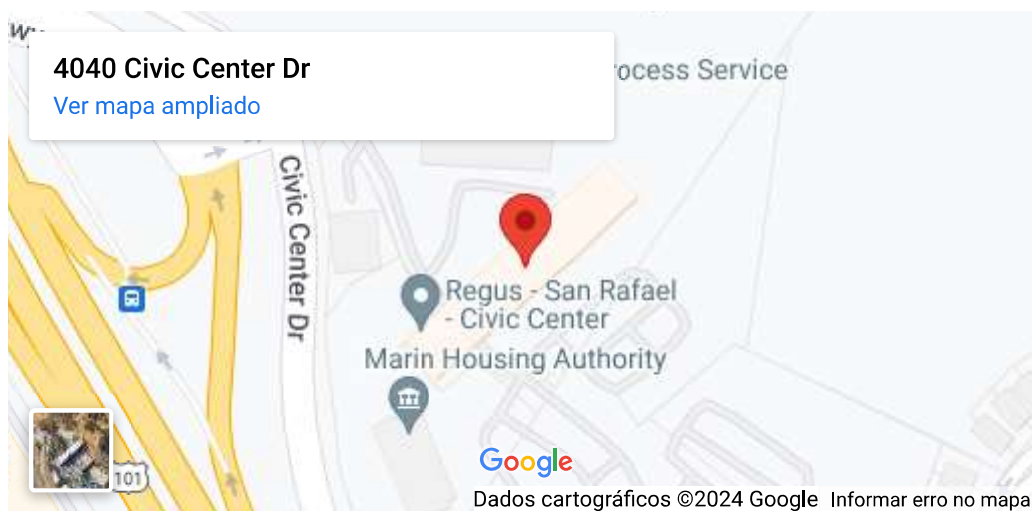 4040 Civic Center Dr
Ver mapa ampliado
ocess Service
Civic Center Dr
Regus - San Rafael
- Civic Center
Marin Housing Authority
101
Google
Dados cartográficos ©2024 Google
Informar erro no mapa